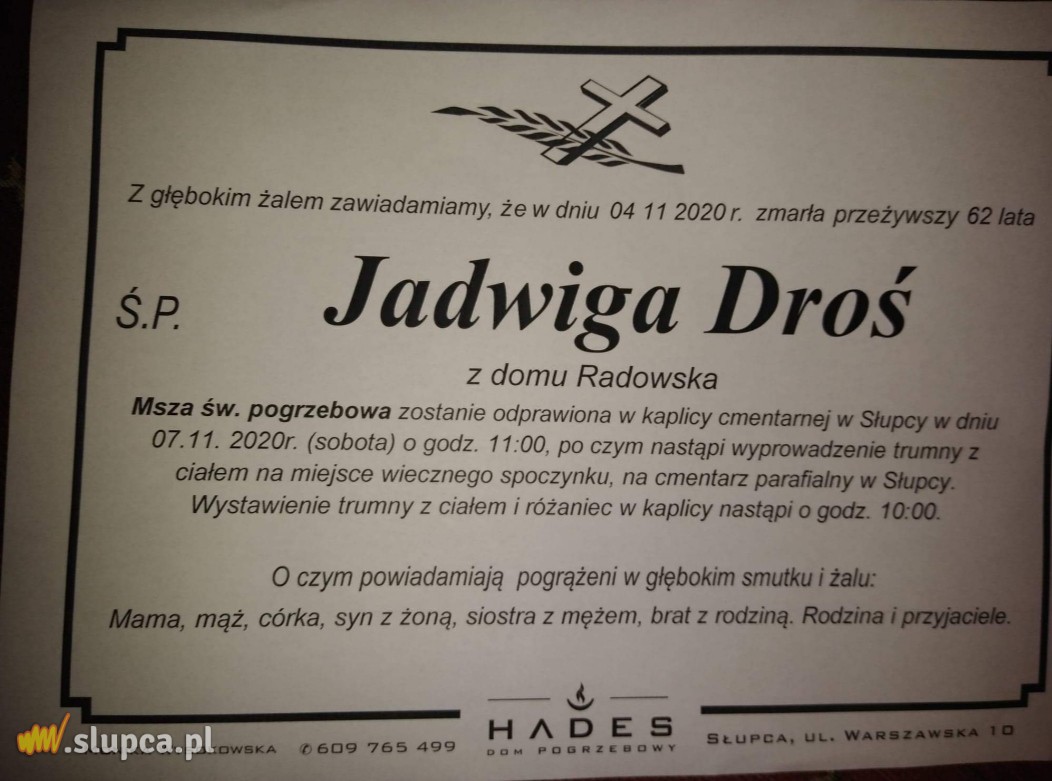 Z głębokim żalem zawiadamiamy, że w dniu 04 11 2020 r. zmarła przeżywszy 62 lata
Ś.P. Jadwiga Droś
z domu Radowska
Msza św. pogrzebowa zostanie odprawiona w kaplicy cmentarnej w Słupcy w dniu
07.11. 2020r. (sobota) o godz. 11:00, po czym nastąpi wyprowadzenie trumny z
ciałem na miejsce wiecznego spoczynku, na cmentarz parafialny w Słupcy.
Wystawienie trumny z ciałem i różaniec w kaplicy nastąpi o godz. 10:00.
O czym powiadamiają pogrążeni w głębokim smutku i żalu:
Mama, mąż, córka, syn z żoną, siostra z mężem, brat z rodziną. Rodzina i przyjaciele.
609 765 499
HADES
DOM POGRZEBOWY
SŁUPCA, UL. WARSZAWSKA 10
www.slupca.pl